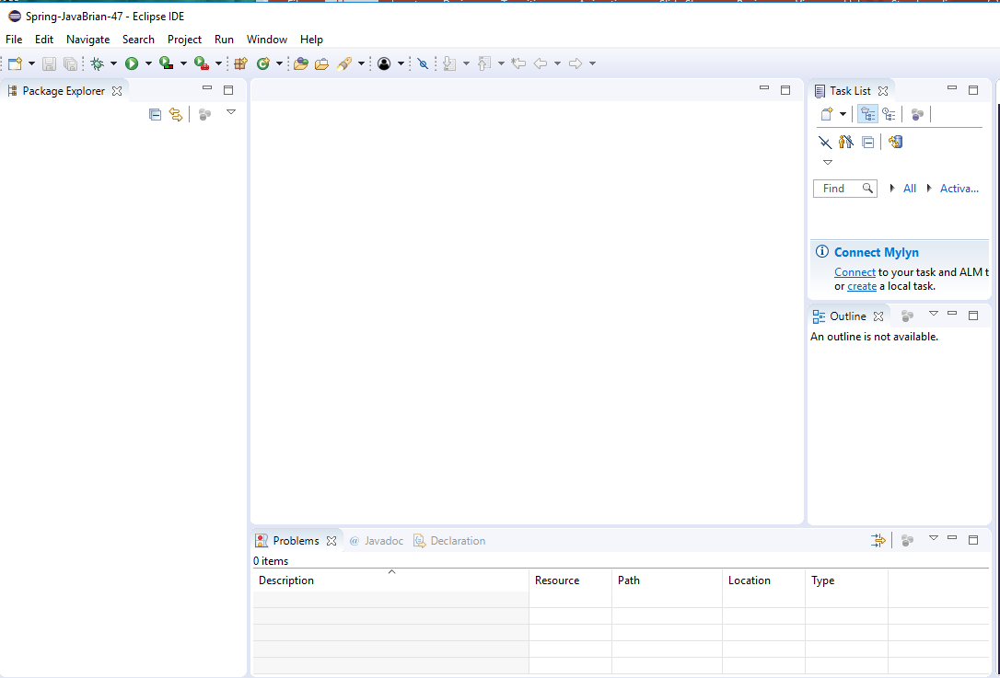 Spring-JavaBrian-47 - Eclipse IDE
File Edit Navigate Search Project Run Window Help
Package Explorer
Task List
Find All Activa...
Connect Mylyn
Connect to your task and ALM t
or create a local task.
Outline
An outline is not available.
Problems @ Javadoc Declaration
0 items
Description Resource Path Location Type